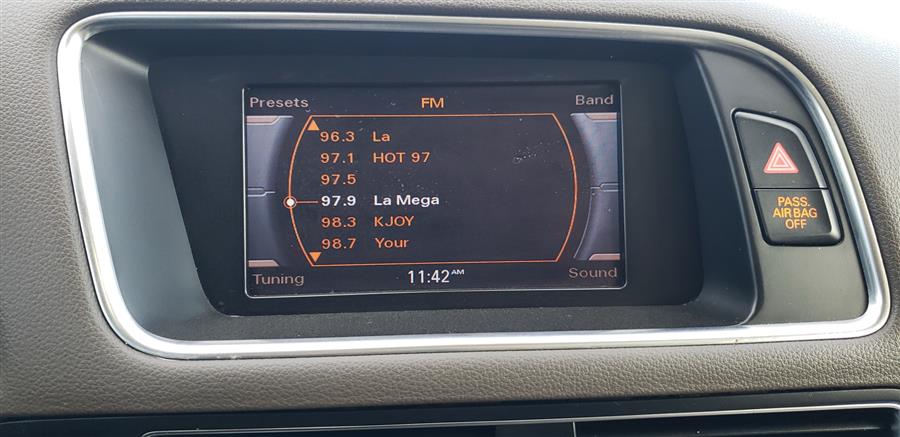 Presets FM Band
96.3 La
97.1 HOT 97
97.5
97.9 La Mega
98.3 KJOY
98.7 Your
Tuning 11:42 AM Sound
PASS.
AIR BAG
OFF